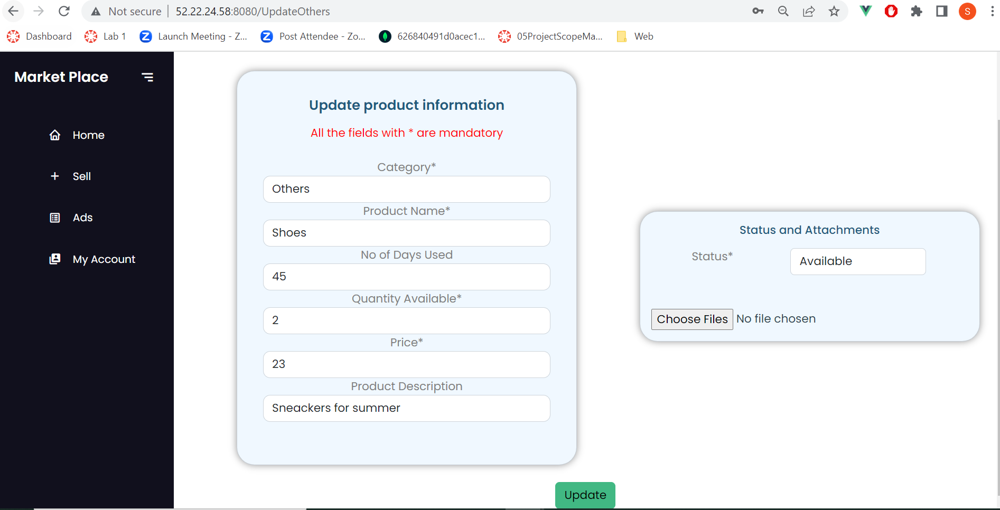 Not secure 52.22.24.58:8080/UpdateOthers
S
Dashboard Lab 1 Launch Meeting - Z... Post Attendee - Zo... 626840491d0acec1... 05ProjectScopeMa... Web
Market Place
Home
Sell
Ads
My Account
Update product information
All the fields with * are mandatory
Category*
Others
Product Name*
Shoes
No of Days Used
45
Quantity Available*
2
Price*
23
Product Description
Sneackers for summer
Status and Attachments
Status* Available
Choose Files No file chosen
Update